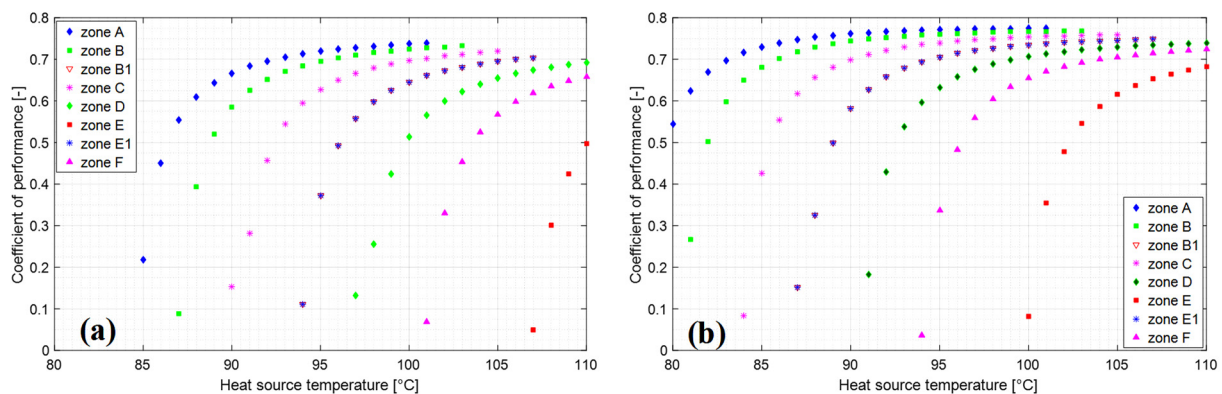 0.8
0.7
0.6
0.5
0.4
0.3
0.2
0.1
0
Coefficient of performance [-]
zone A
zone B
zone B1
zone C
zone D
zone E
zone E1
zone F
(a)
80 85 90 95 100 105 110
Heat source temperature [°C]
0.8
0.7
0.6
0.5
0.4
0.3
0.2
0.1
0
Coefficient of performance [-]
zone A
zone B
zone B1
zone C
zone D
zone E
zone E1
zone F
(b)
80 85 90 95 100 105 110
Heat source temperature [°C]